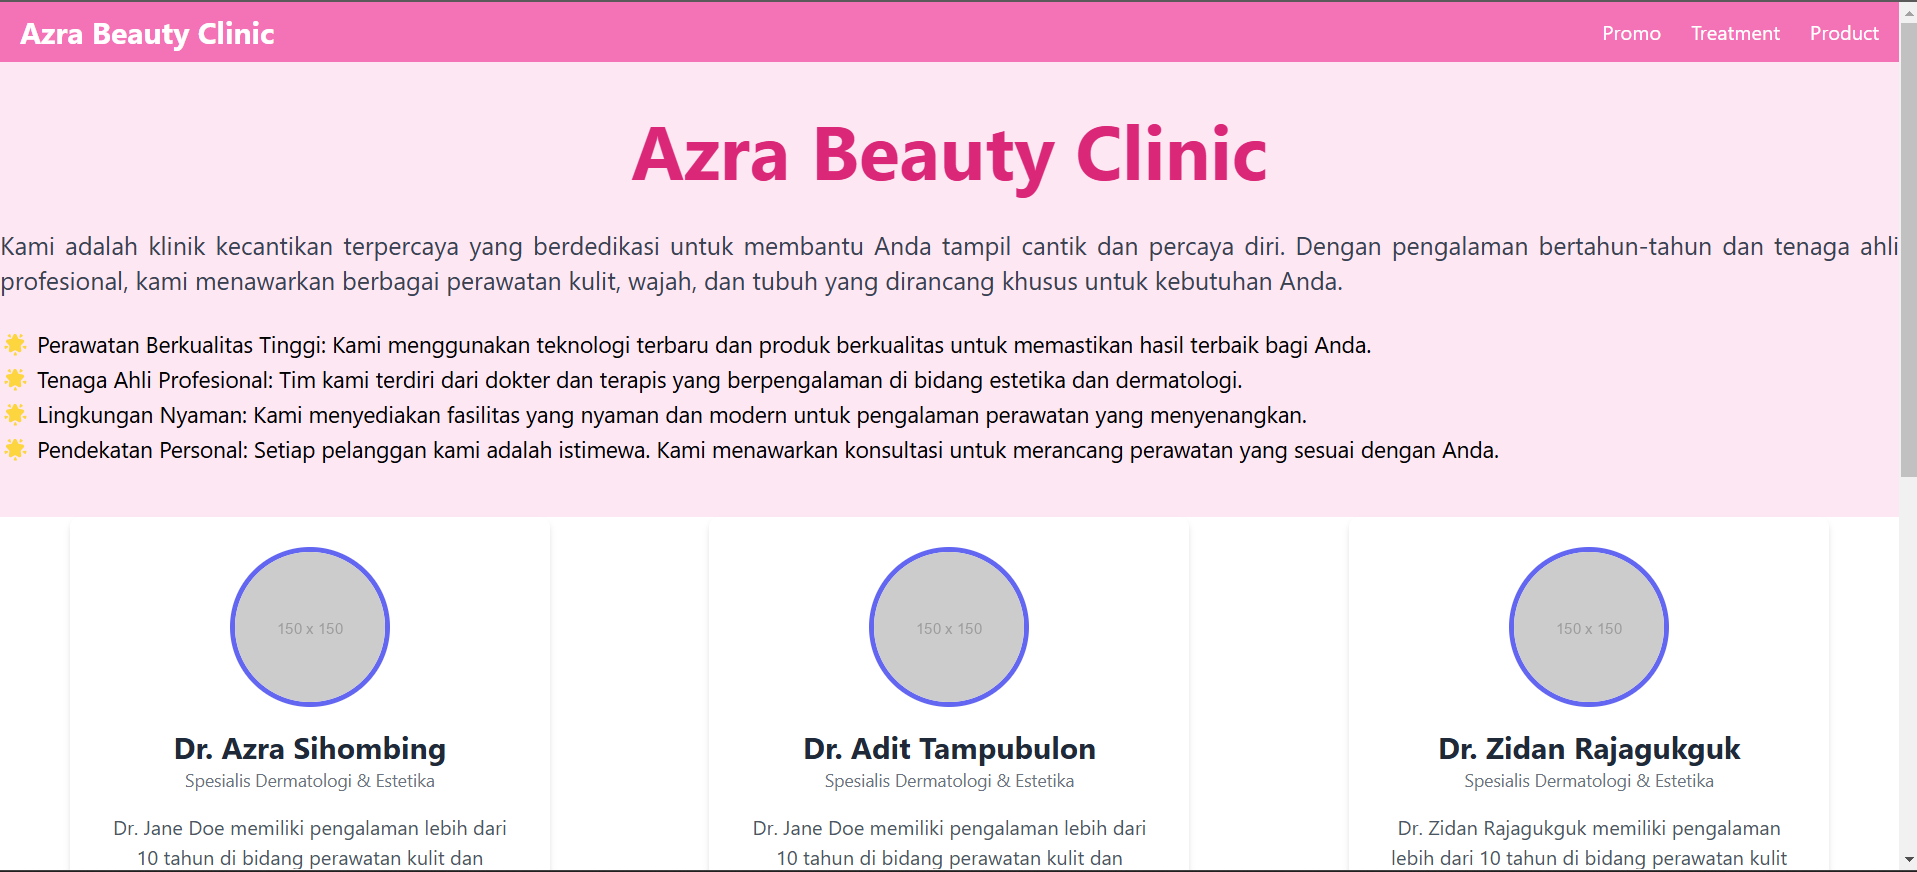 Azra Beauty Clinic
Promo Treatment Product
Azra Beauty Clinic
Kami adalah klinik kecantikan terpercaya yang berdedikasi untuk membantu Anda tampil cantik dan percaya diri. Dengan pengalaman bertahun-tahun dan tenaga ahli
profesional, kami menawarkan berbagai perawatan kulit, wajah, dan tubuh yang dirancang khusus untuk kebutuhan Anda.
🌟 Perawatan Berkualitas Tinggi: Kami menggunakan teknologi terbaru dan produk berkualitas untuk memastikan hasil terbaik bagi Anda.
🌟 Tenaga Ahli Profesional: Tim kami terdiri dari dokter dan terapis yang berpengalaman di bidang estetika dan dermatologi.
🌟 Lingkungan Nyaman: Kami menyediakan fasilitas yang nyaman dan modern untuk pengalaman perawatan yang menyenangkan.
🌟 Pendekatan Personal: Setiap pelanggan kami adalah istimewa. Kami menawarkan konsultasi untuk merancang perawatan yang sesuai dengan Anda.
150 x 150
Dr. Azra Sihombing
Spesialis Dermatologi & Estetika
Dr. Jane Doe memiliki pengalaman lebih dari
10 tahun di bidang perawatan kulit dan
150 x 150
Dr. Adit Tampubulon
Spesialis Dermatologi & Estetika
Dr. Jane Doe memiliki pengalaman lebih dari
10 tahun di bidang perawatan kulit dan
150 x 150
Dr. Zidan Rajagukguk
Spesialis Dermatologi & Estetika
Dr. Zidan Rajagukguk memiliki pengalaman
lebih dari 10 tahun di bidang perawatan kulit